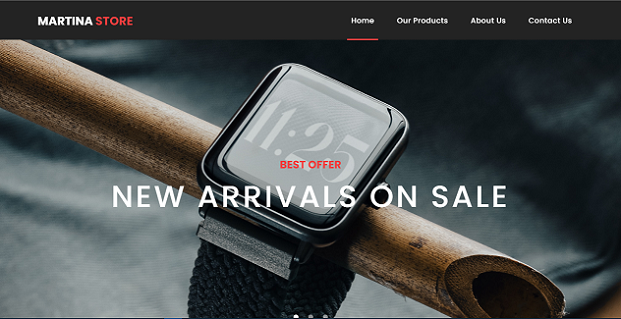 MARTINA STORE
Home Our Products About Us Contact Us
11:25
BEST OFFER
NEW ARRIVALS ON SALE